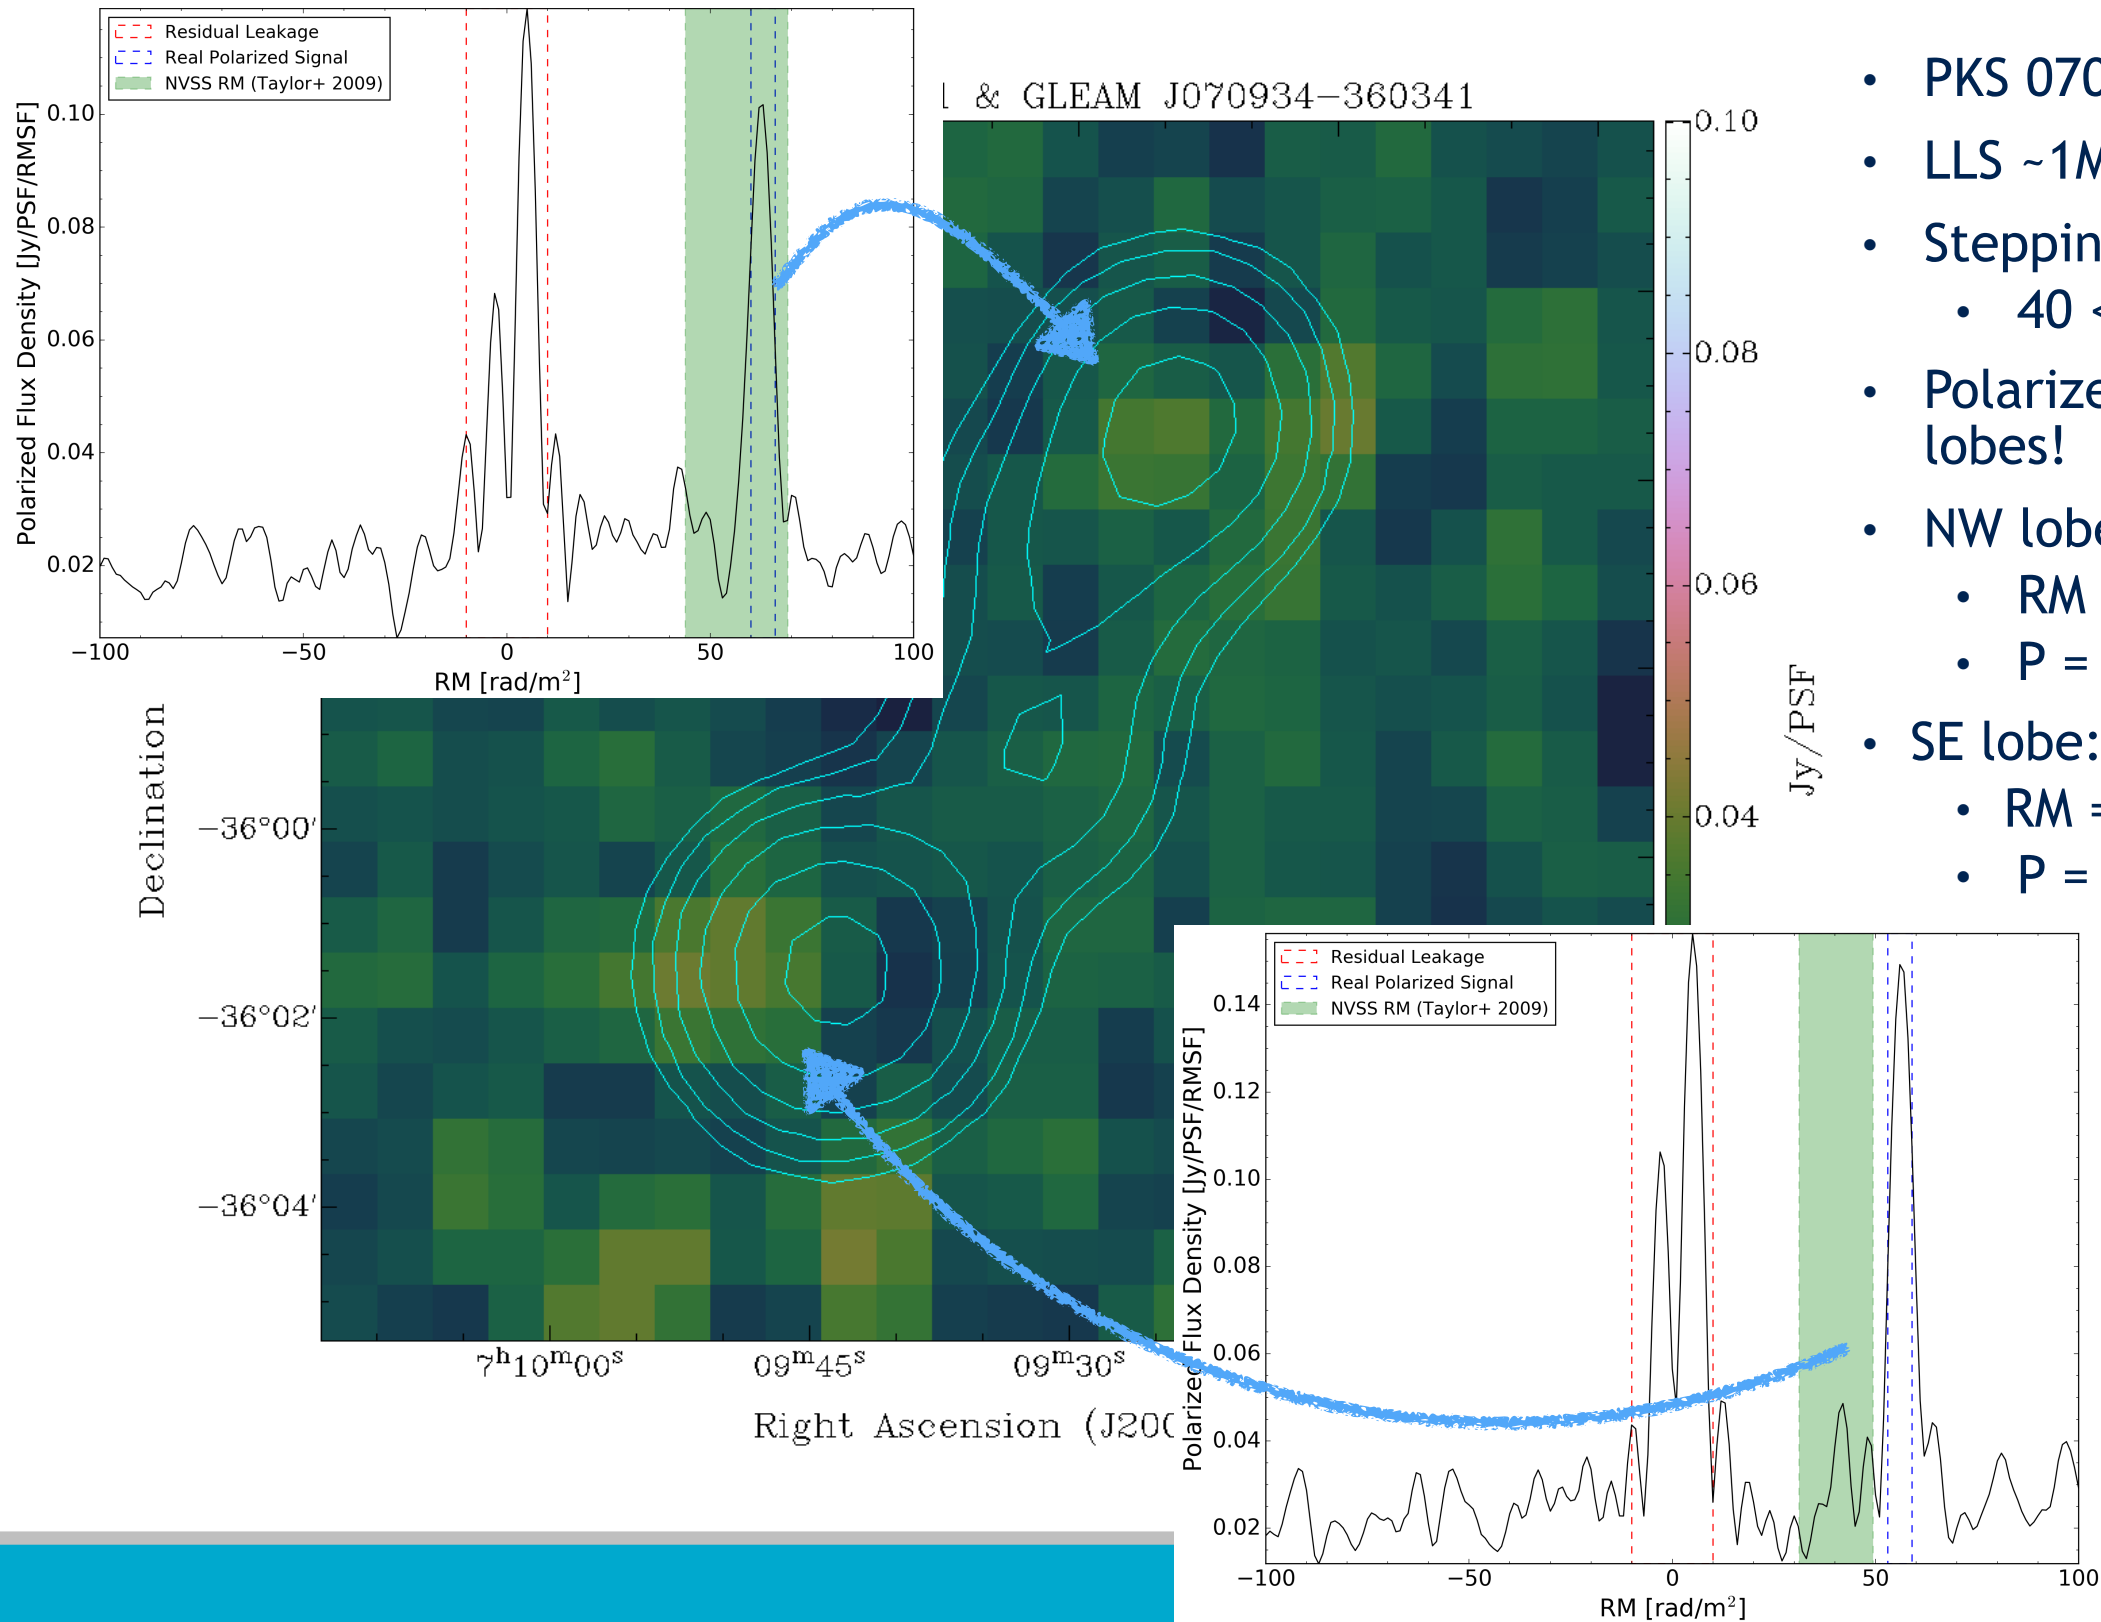 Residual Leakage
Real Polarized Signal
NVSS RM (Taylor+ 2009)
Polarized Flux Density [Jy/PSF/RMSF]
0.10
0.08
0.06
0.04
0.02
−100
−50
0
50
100
RM [rad/m²]
& GLEAM J070934−360341
0.10
0.08
0.06
0.04
Jy/PSF
Declination
−36°00′
−36°02′
−36°04′
7ʰ10ᵐ00ˢ
09ᵐ45ˢ
09ᵐ30ˢ
Right Ascension (J200
• PKS 070
• LLS ~1M
• Steppin
• 40 <
• Polarize
lobes!
• NW lobe
• RM
• P =
• SE lobe:
• RM =
• P =
Residual Leakage
Real Polarized Signal
NVSS RM (Taylor+ 2009)
Polarized Flux Density [Jy/PSF/RMSF]
0.14
0.12
0.10
0.08
0.06
0.04
0.02
−100
−50
0
50
100
RM [rad/m²]